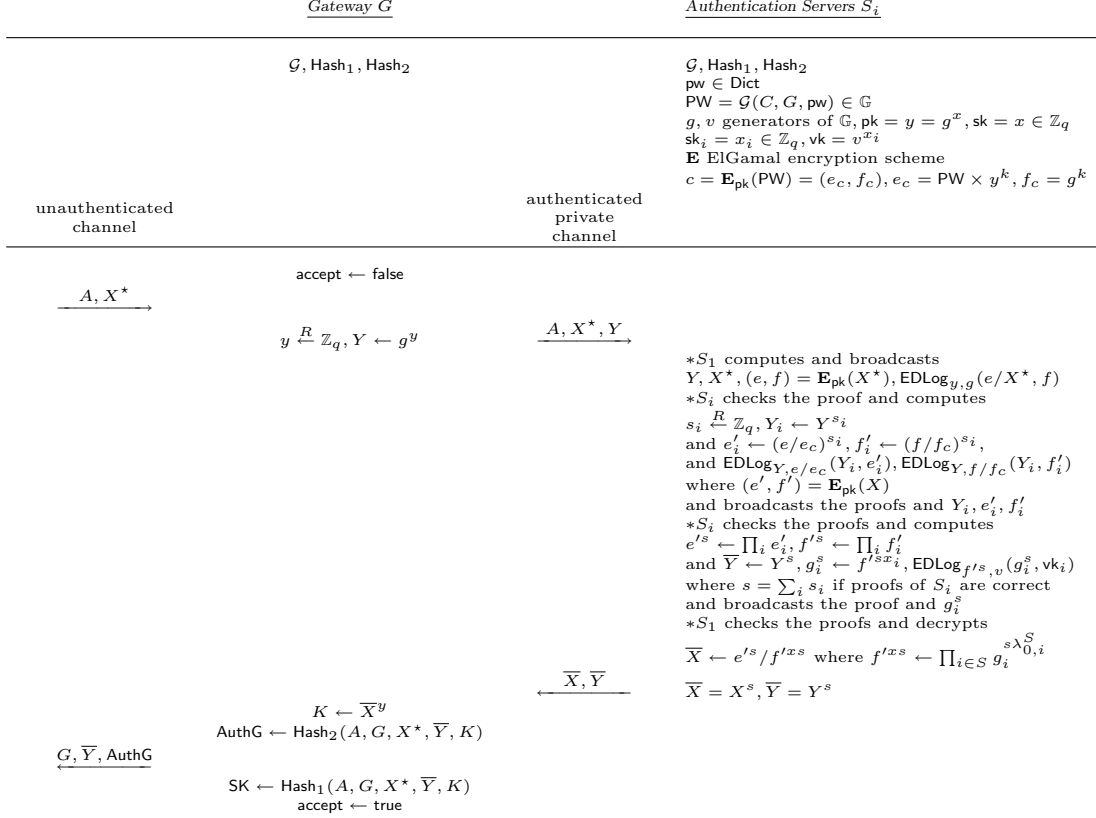 Gateway G    Authentication Servers S_i
𝒢, Hash_1, Hash_2    𝒢, Hash_1, Hash_2
pw ∈ Dict
PW = 𝒢(C, G, pw) ∈ 𝔾
g, v generators of 𝔾, pk = y = g^x, sk = x ∈ ℤ_q
sk_i = x_i ∈ ℤ_q, vk = v^{x_i}
E ElGamal encryption scheme
c = E_pk(PW) = (e_c, f_c), e_c = PW × y^k, f_c = g^k
unauthenticated
channel
authenticated
private
channel
accept ← false
A, X^⋆
y ←^R ℤ_q, Y ← g^y    A, X^⋆, Y
∗S_1 computes and broadcasts
Y, X^⋆, (e, f) = E_pk(X^⋆), EDLog_{y,g}(e/X^⋆, f)
∗S_i checks the proof and computes
s_i ←^R ℤ_q, Y_i ← Y^{s_i}
and e'_i ← (e/e_c)^{s_i}, f'_i ← (f/f_c)^{s_i},
and EDLog_{Y,e/e_c}(Y_i, e'_i), EDLog_{Y,f/f_c}(Y_i, f'_i)
where (e', f') = E_pk(X)
and broadcasts the proofs and Y_i, e'_i, f'_i
∗S_i checks the proofs and computes
e'^s ← ∏_i e'_i, f'^s ← ∏_i f'_i
and Y̅ ← Y^s, g_i^s ← f'^{sx_i}, EDLog_{f'^s,v}(g_i^s, vk_i)
where s = ∑_i s_i if proofs of S_i are correct
and broadcasts the proof and g_i^s
∗S_1 checks the proofs and decrypts
X̅ ← e'^s/f'^{xs} where f'^{xs} ← ∏_{i∈S} g_i^{sλ_{0,i}^S}
X̅, Y̅    X̅ = X^s, Y̅ = Y^s
K ← X̅^y
AuthG ← Hash_2(A, G, X^⋆, Y̅, K)
G, Y̅, AuthG
SK ← Hash_1(A, G, X^⋆, Y̅, K)
accept ← true